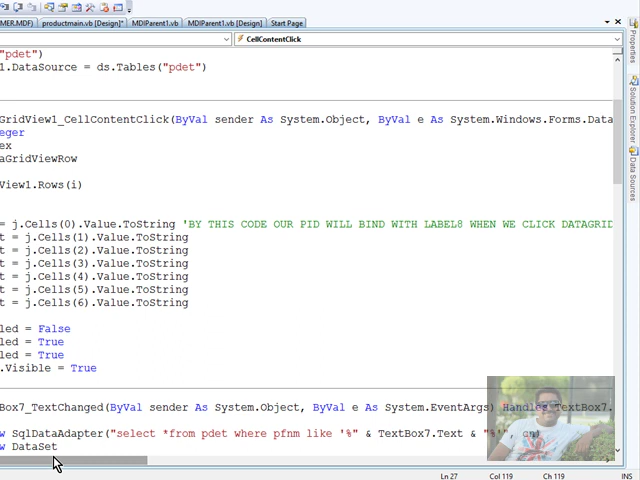 MER.MDF) productmain.vb [Design]* MDIParent1.vb MDIParent1.vb [Design] Start Page
CellContentClick
"pdet")
1.DataSource = ds.Tables("pdet")
GridView1_CellContentClick(ByVal sender As System.Object, ByVal e As System.Windows.Forms.Data
eger
ex
aGridViewRow
View1.Rows(i)
= j.Cells(0).Value.ToString 'BY THIS CODE OUR PID WILL BIND WITH LABEL8 WHEN WE CLICK DATAGRID
t = j.Cells(1).Value.ToString
t = j.Cells(2).Value.ToString
t = j.Cells(3).Value.ToString
t = j.Cells(4).Value.ToString
t = j.Cells(5).Value.ToString
t = j.Cells(6).Value.ToString
led = False
led = True
led = True
.Visible = True
Box7_TextChanged(ByVal sender As System.Object, ByVal e As System.EventArgs) Handles TextBox7.
w SqlDataAdapter("select *from pdet where pfnm like '%" & TextBox7.Text & "%'", cn)
w DataSet
Ln 27 Col 119 Ch 119 INS
Properties
Solution Explorer
Data Sources